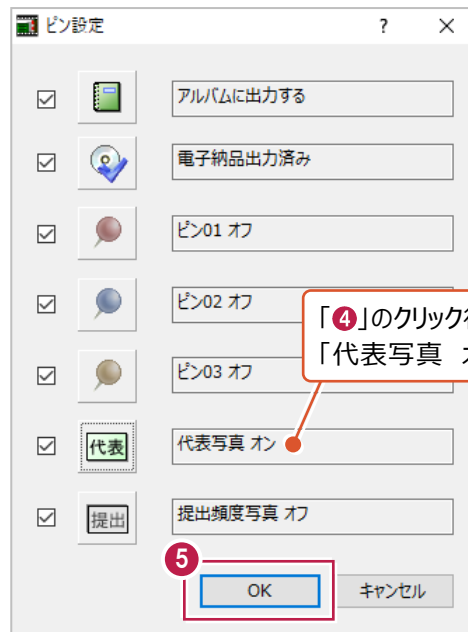 ピン設定 ? ×
アルバムに出力する
電子納品出力済み
ピン01 オフ
ピン02 オフ
「4」のクリック
「代表写真
ピン03 オフ
代表 代表写真 オン
提出 提出頻度写真 オフ
5
OK キャンセル